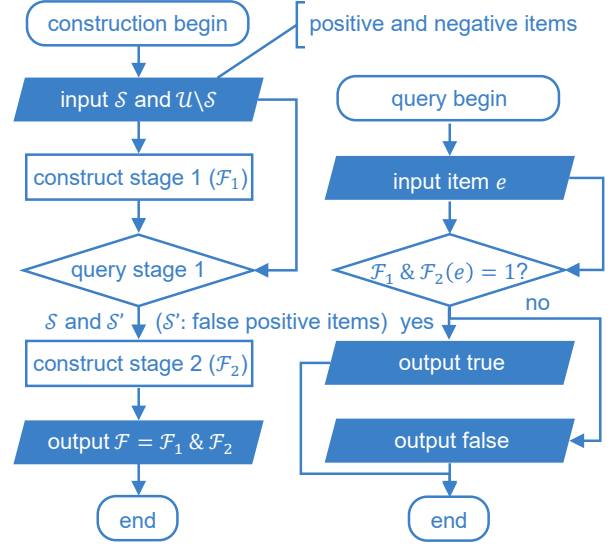 construction begin
positive and negative items
input 𝒮 and 𝒰\𝒮
construct stage 1 (ℱ₁)
query stage 1
𝒮 and 𝒮' (𝒮': false positive items)
construct stage 2 (ℱ₂)
output ℱ = ℱ₁ & ℱ₂
end
query begin
input item e
ℱ₁ & ℱ₂(e) = 1?
no
yes
output true
output false
end